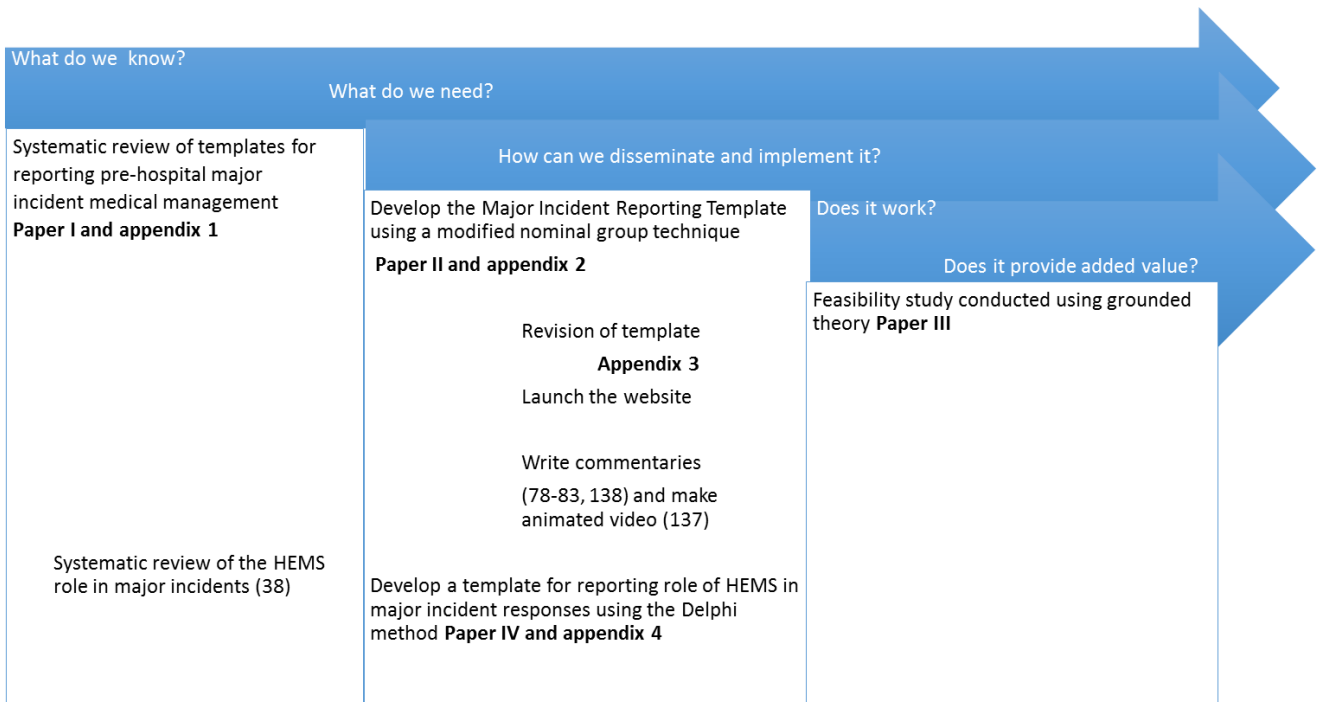 What do we know?
What do we need?
How can we disseminate and implement it?
Does it work?
Does it provide added value?
Systematic review of templates for
reporting pre-hospital major
incident medical management
Paper I and appendix 1
Systematic review of the HEMS
role in major incidents (38)
Develop the Major Incident Reporting Template
using a modified nominal group technique
Paper II and appendix 2
Revision of template
Appendix 3
Launch the website
Write commentaries
(78-83, 138) and make
animated video (137)
Develop a template for reporting role of HEMS in
major incident responses using the Delphi
method Paper IV and appendix 4
Feasibility study conducted using grounded
theory Paper III